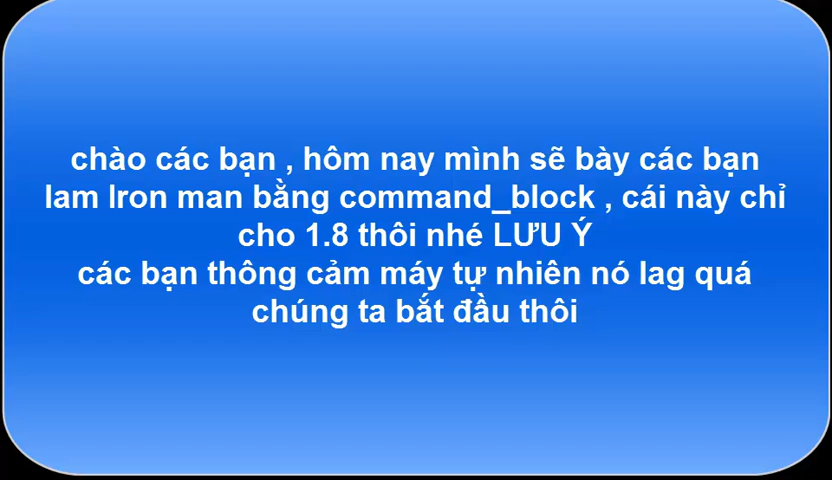 chào các bạn , hôm nay mình sẽ bày các bạn
lam Iron man bằng command_block , cái này chỉ
cho 1.8 thôi nhé LƯU Ý
các bạn thông cảm máy tự nhiên nó lag quá
chúng ta bắt đầu thôi